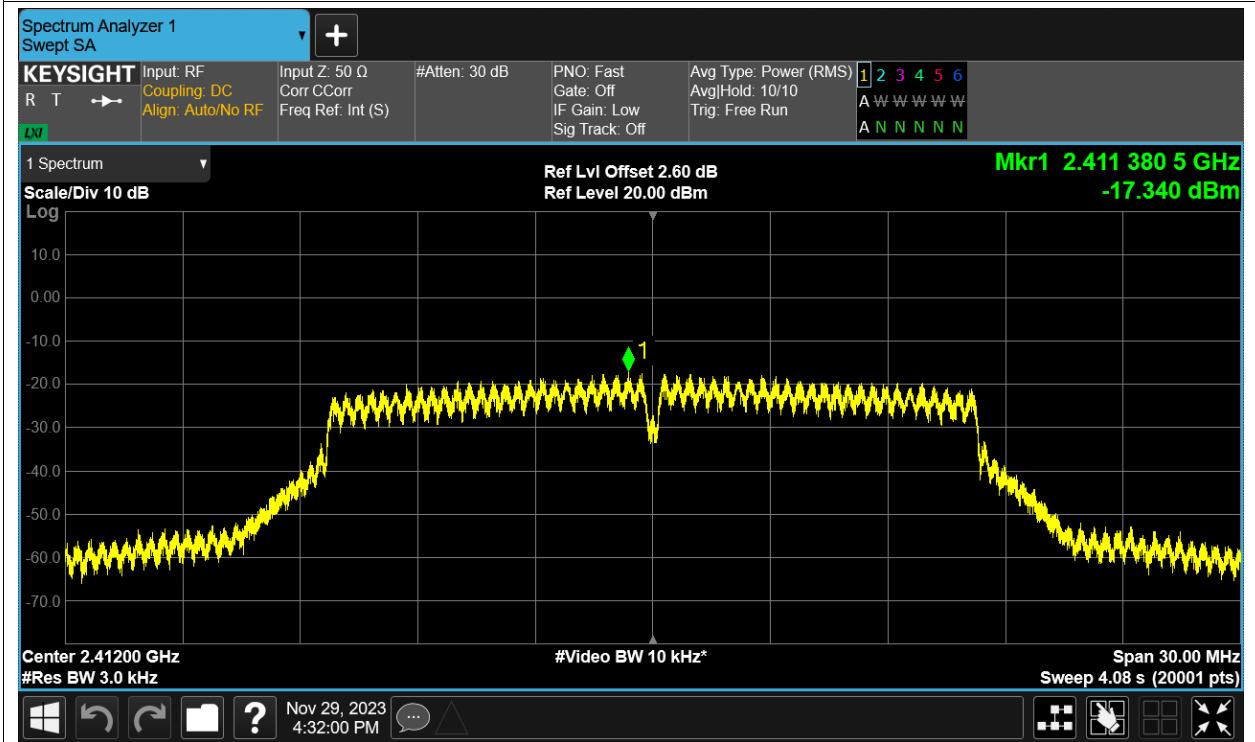 Spectrum Analyzer 1
Swept SA
+
KEYSIGHT
R T
LXI
Input: RF
Coupling: DC
Align: Auto/No RF
Input Z: 50 Ω
Corr CCorr
Freq Ref: Int (S)
#Atten: 30 dB
PNO: Fast
Gate: Off
IF Gain: Low
Sig Track: Off
Avg Type: Power (RMS)
Avg|Hold: 10/10
Trig: Free Run
1 2 3 4 5 6
A W W W W W
A N N N N N
1 Spectrum
Scale/Div 10 dB
Log
Ref Lvl Offset 2.60 dB
Ref Level 20.00 dBm
Mkr1 2.411 380 5 GHz
-17.340 dBm
10.0
0.00
-10.0
1
-20.0
-30.0
-40.0
-50.0
-60.0
-70.0
Center 2.41200 GHz
#Res BW 3.0 kHz
#Video BW 10 kHz*
Span 30.00 MHz
Sweep 4.08 s (20001 pts)
?
Nov 29, 2023
4:32:00 PM